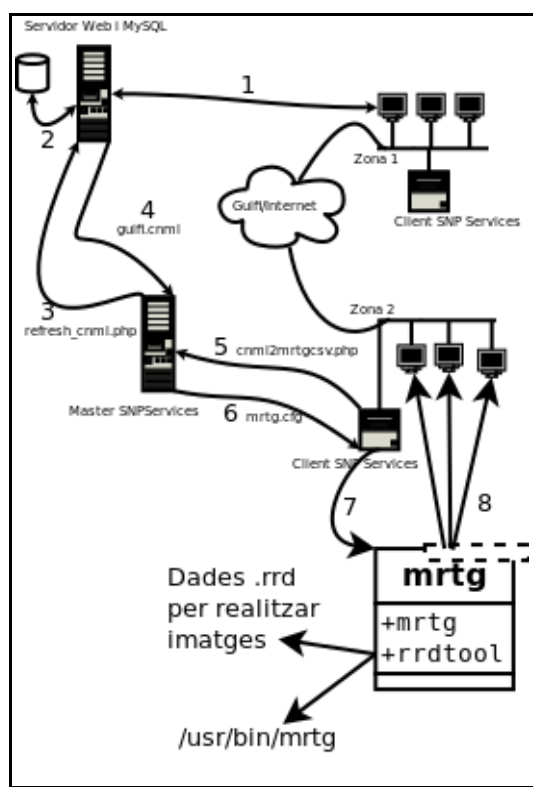 Servidor Web i MySQL
1
2
Zona 1
4
guifi.cnml
Guifi/Internet
Client SNP Services
3
refresh_cnml.php
Zona 2
5 cnml2mrtgcsv.php
Master SNPServices
6 mrtg.cfg
Client SNP Services
7
8
mrtg
Dades .rrd
per realitzar
imatges
+mrtg
+rrdtool
/usr/bin/mrtg